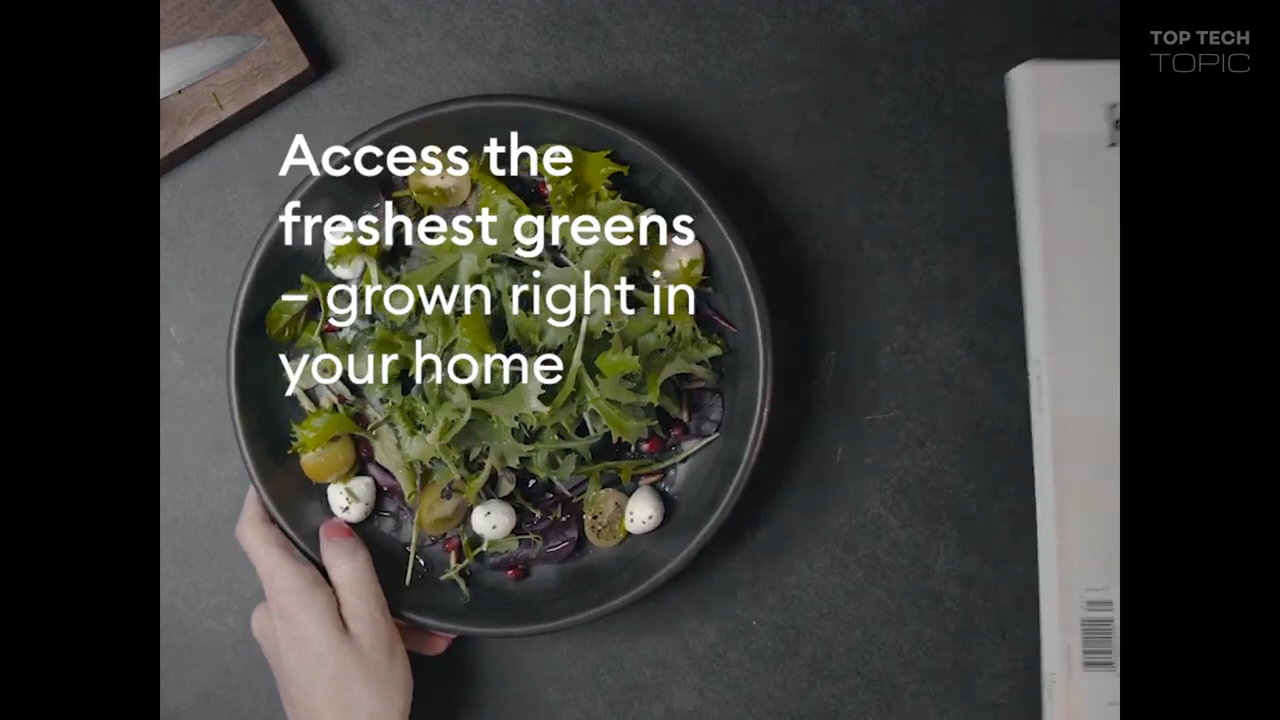 TOP TECH
TOPIC
Access the
freshest greens
– grown right in
your home